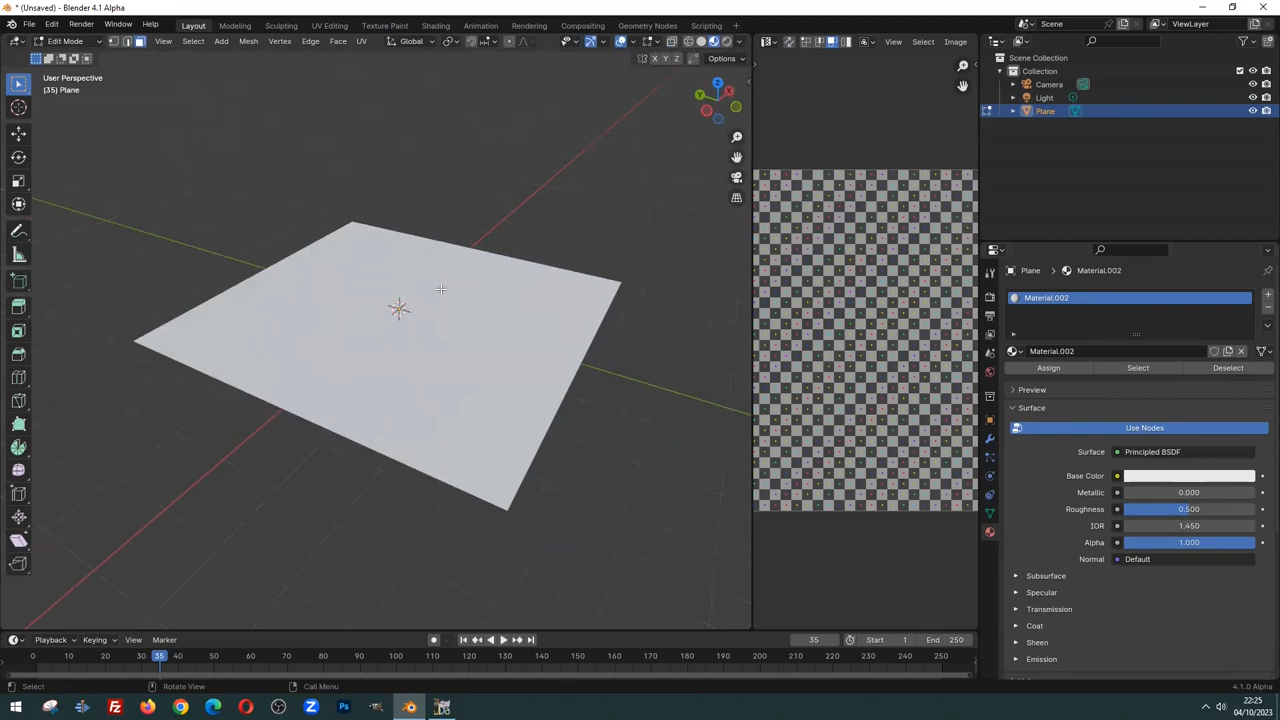 * (Unsaved) - Blender 4.1 Alpha
File Edit Render Window Help Layout Modeling Sculpting UV Editing Texture Paint Shading Animation Rendering Compositing Geometry Nodes Scripting Scene ViewLayer
Edit Mode View Select Add Mesh Vertex Edge Face UV Global View Select Image
X Y Z Options
User Perspective
(35) Plane
Z
Y
X
Scene Collection
Collection
Camera
Light
Plane
Plane Material.002
Material.002
Material.002
Assign Select Deselect
Preview
Surface
Use Nodes
Surface Principled BSDF
Base Color
Metallic 0.000
Roughness 0.500
IOR 1.450
Alpha 1.000
Normal Default
Subsurface
Specular
Transmission
Coat
Sheen
Emission
Playback Keying View Marker 35 Start 1 End 250
0 10 20 30 35 40 50 60 70 80 90 100 110 120 130 140 150 160 170 180 190 200 210 220 230 240 250
Select Rotate View Call Menu 4.1.0 Alpha
22:25
04/10/2023